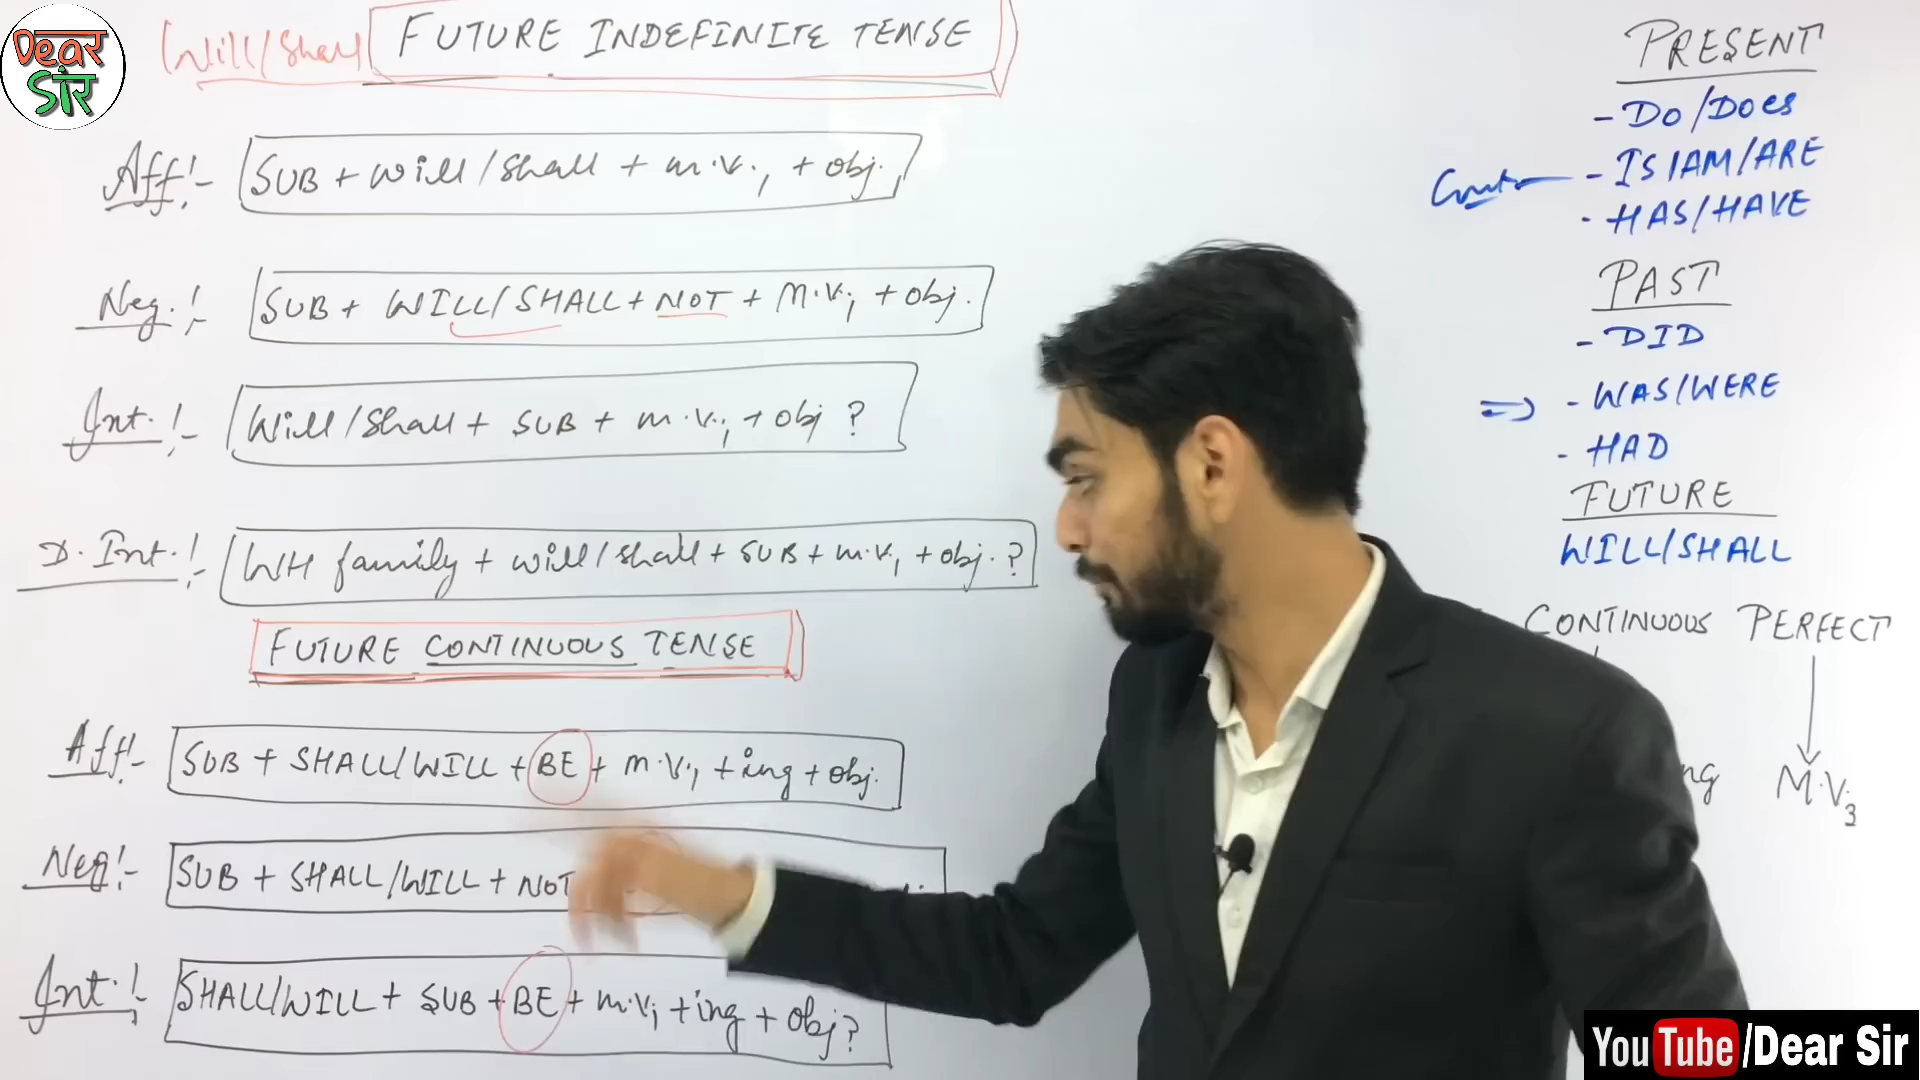 Dear
Sir
Will/Shall FUTURE INDEFINITE TENSE
Aff:- SUB + Will/Shall + m.v.1 + obj.
Neg.:- SUB + WILL/SHALL + NOT + M.V.1 + obj.
Int.:- Will/Shall + SUB + m.v.1 + obj ?
D. Int.:- WH family + will/shall + SUB + m.v.1 + obj. ?
FUTURE CONTINUOUS TENSE
Aff:- SUB + SHALL/WILL + BE + m.v.1 + ing + obj.
Neg:- SUB + SHALL/WILL + NOT
Int.:- SHALL/WILL + SUB + BE + m.v.1 + ing + obj ?
PRESENT
- DO/DOES
- IS/AM/ARE
- HAS/HAVE
PAST
- DID
⇒ - WAS/WERE
- HAD
FUTURE
WILL/SHALL
CONTINUOUS PERFECT
ng M.V.3
YouTube/Dear Sir